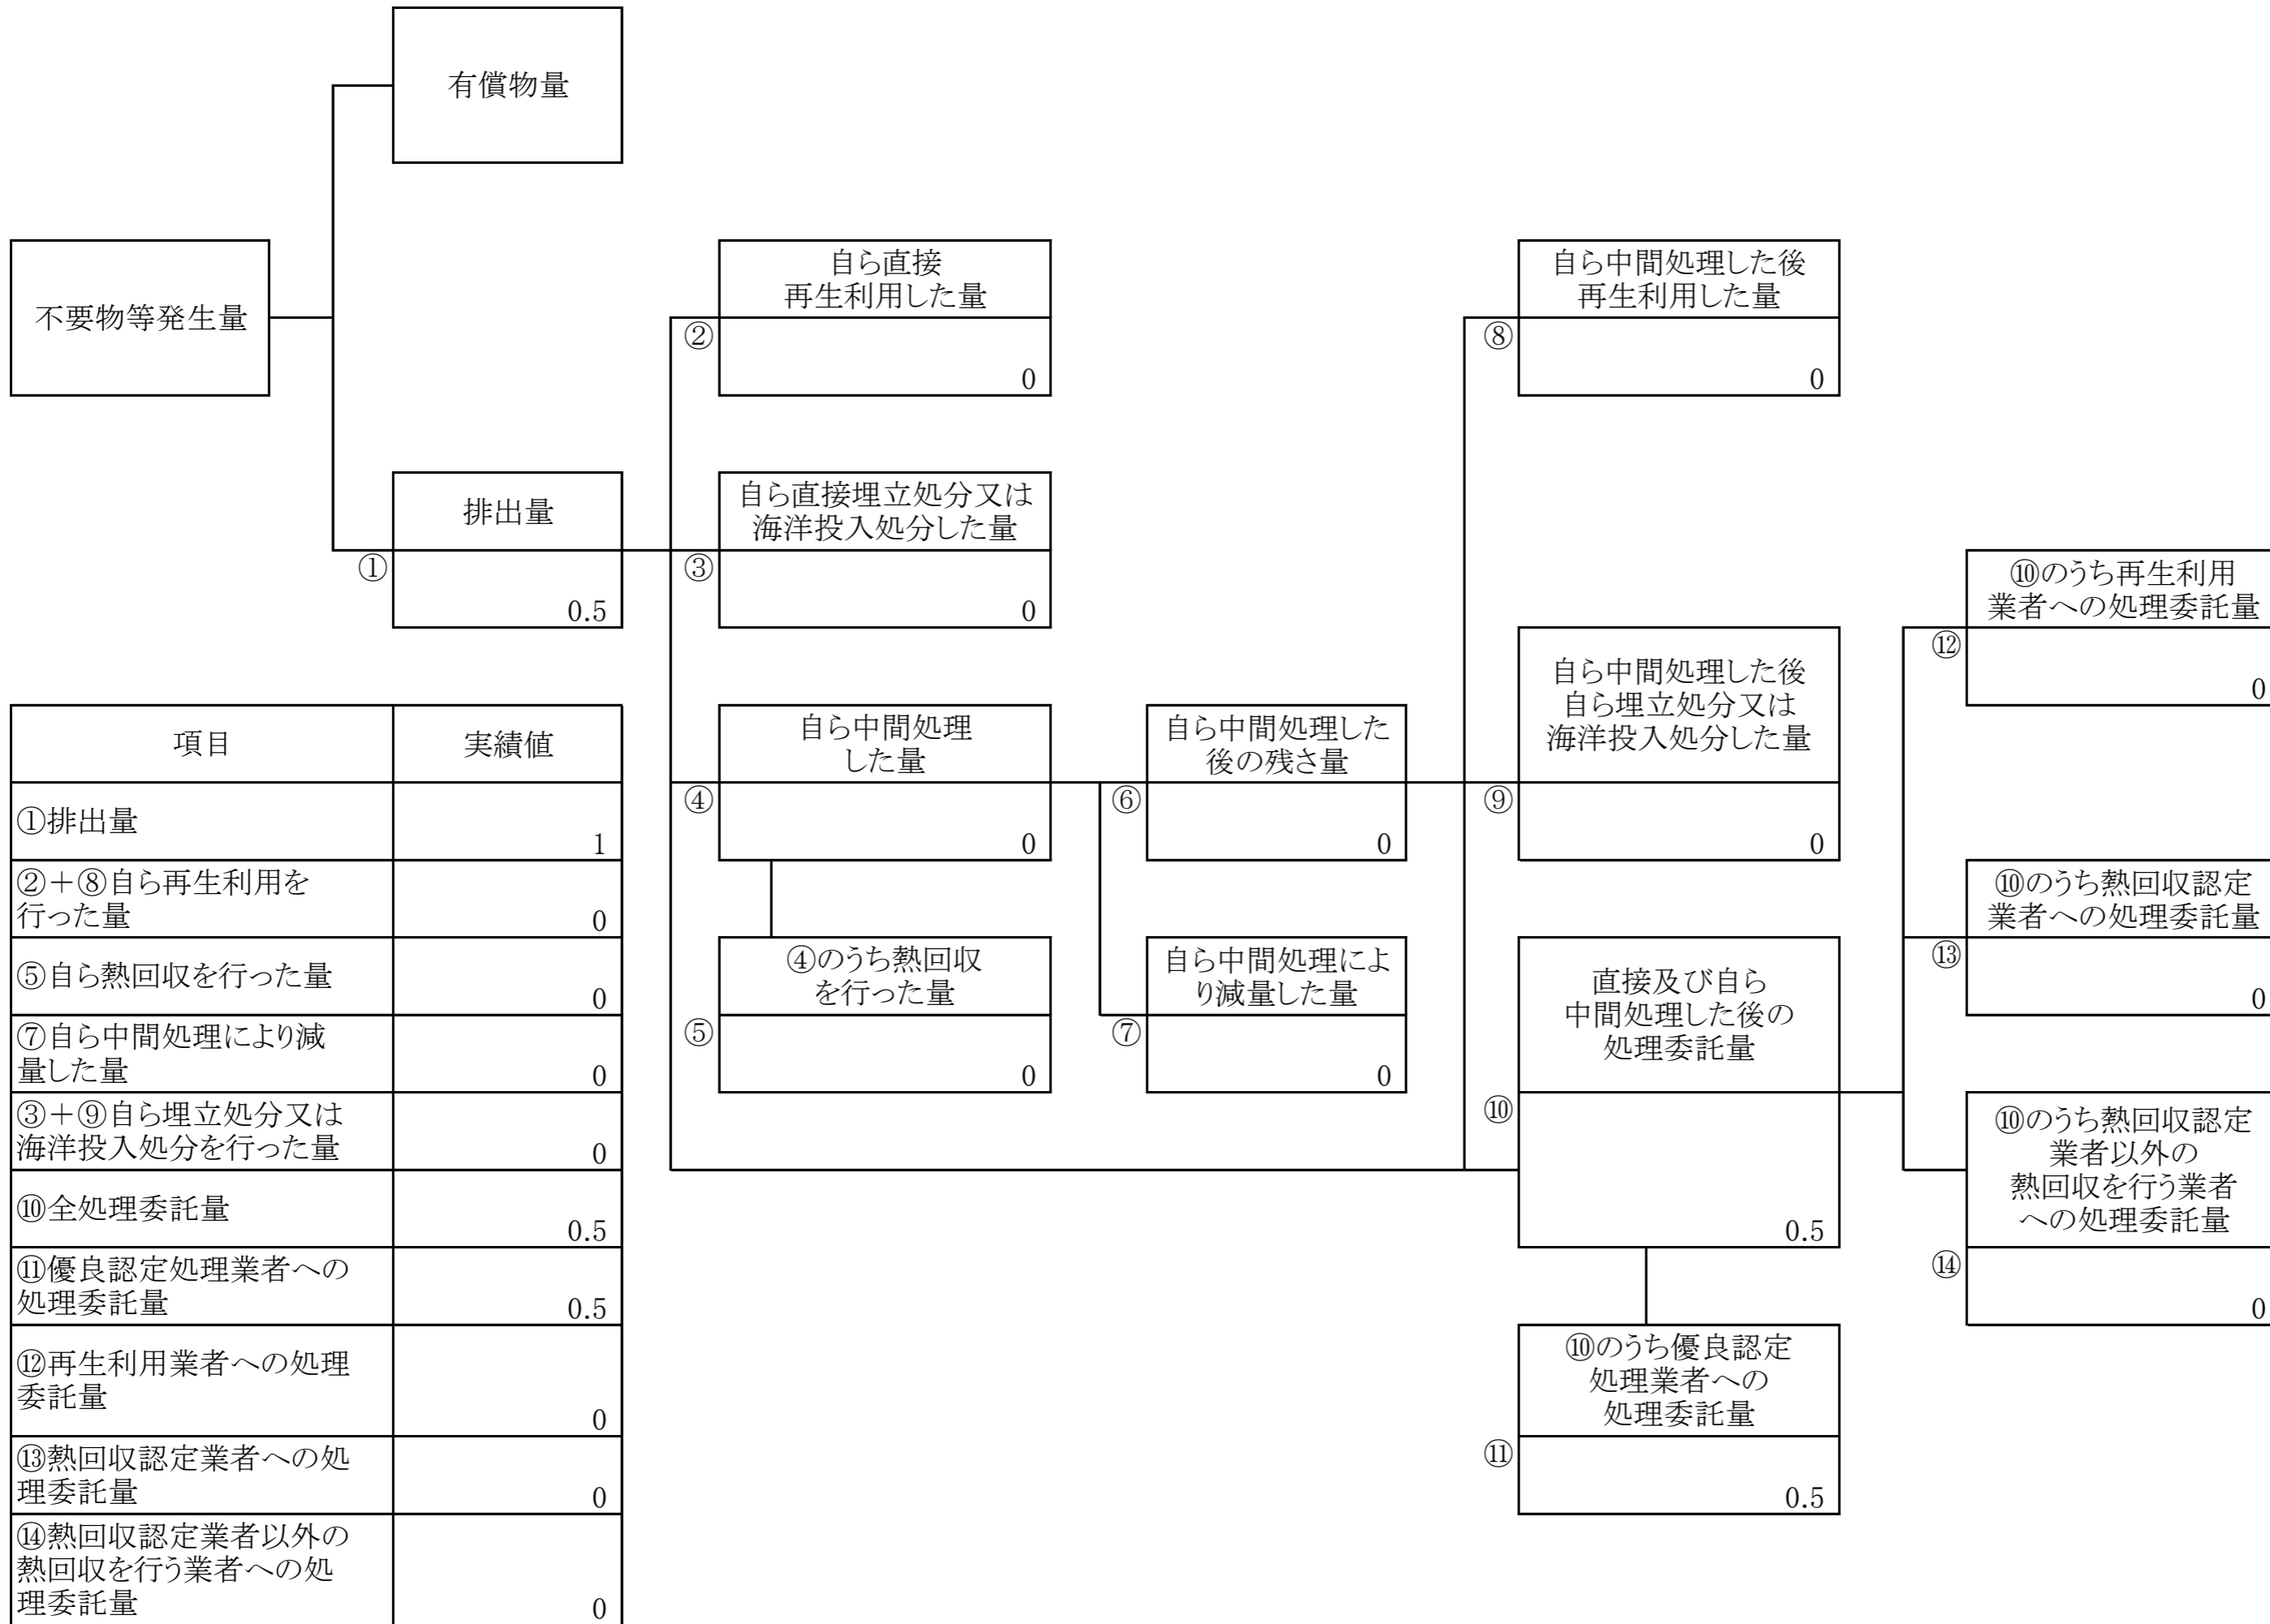 有償物量
不要物等発生量
自ら直接
再生利用した量
②
0
自ら中間処理した後
再生利用した量
⑧
0
排出量
①
0.5
自ら直接埋立処分又は
海洋投入処分した量
③
0
⑩のうち再生利用
業者への処理委託量
⑫
0
自ら中間処理
した量
④
0
自ら中間処理した
後の残さ量
⑥
0
自ら中間処理した後
自ら埋立処分又は
海洋投入処分した量
⑨
0
⑩のうち熱回収認定
業者への処理委託量
⑬
0
④のうち熱回収
を行った量
⑤
0
自ら中間処理によ
り減量した量
⑦
0
直接及び自ら
中間処理した後の
処理委託量
⑩
0.5
⑩のうち熱回収認定
業者以外の
熱回収を行う業者
への処理委託量
⑭
0
⑩のうち優良認定
処理業者への
処理委託量
⑪
0.5
項目 実績値
①排出量
1
②＋⑧自ら再生利用を
行った量 0
⑤自ら熱回収を行った量
0
⑦自ら中間処理により減
量した量 0
③＋⑨自ら埋立処分又は
海洋投入処分を行った量 0
⑩全処理委託量
0.5
⑪優良認定処理業者への
処理委託量 0.5
⑫再生利用業者への処理
委託量
0
⑬熱回収認定業者への処
理委託量 0
⑭熱回収認定業者以外の
熱回収を行う業者への処
理委託量 0